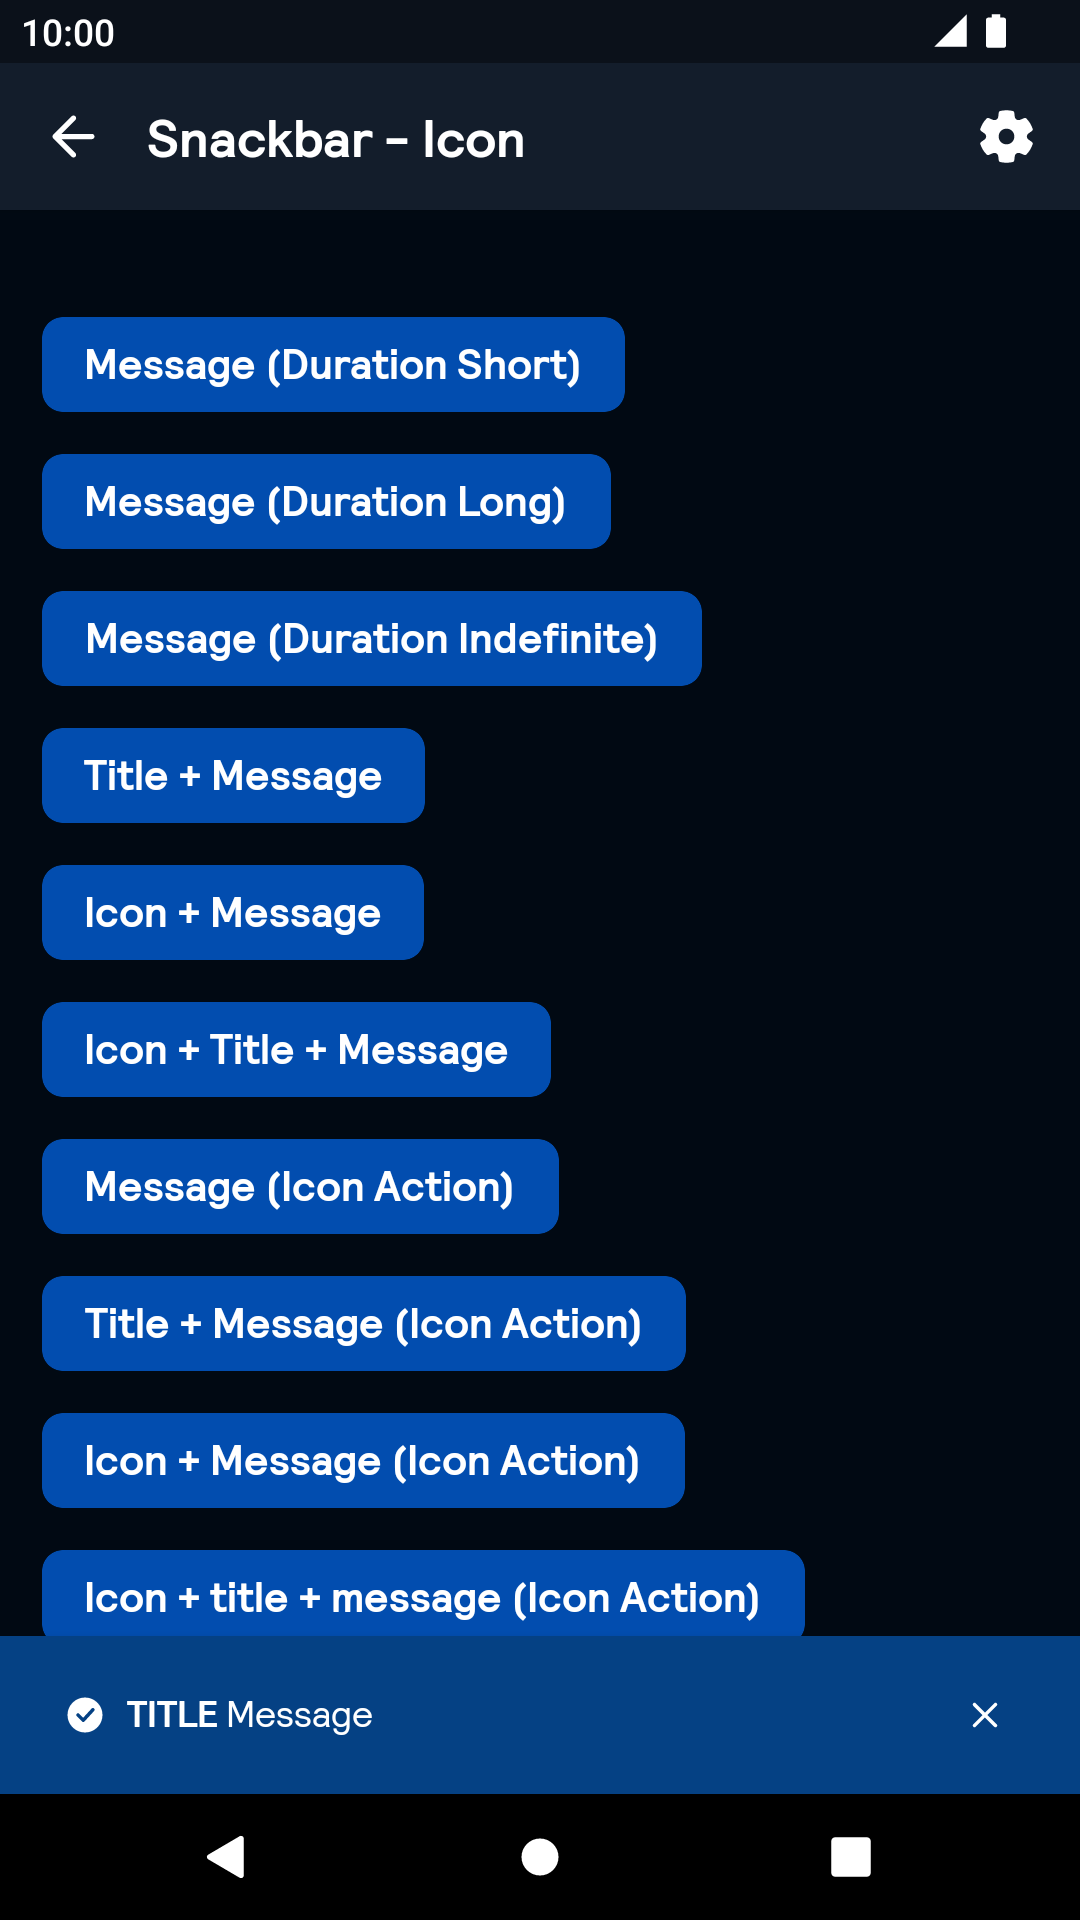 10:00
Snackbar - Icon
Message (Duration Short)
Message (Duration Long)
Message (Duration Indefinite)
Title + Message
Icon + Message
Icon + Title + Message
Message (Icon Action)
Title + Message (Icon Action)
Icon + Message (Icon Action)
Icon + title + message (Icon Action)
TITLE Message